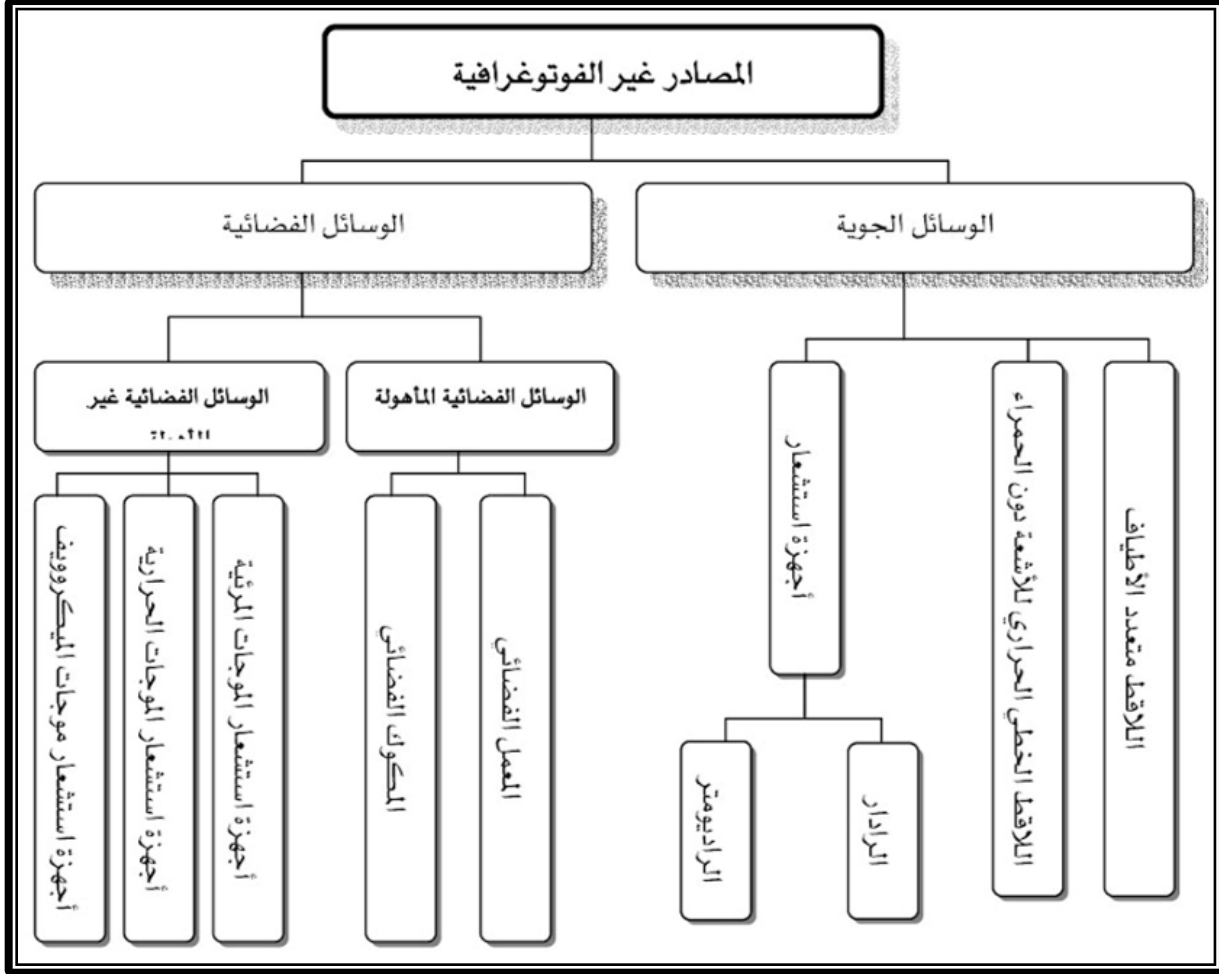 المصادر غير الفوتوغرافية
الوسائل الجوية
الوسائل الفضائية
اللاقط متعدد الأطياف
اللاقط الخطي الحراري للأشعة دون الحمراء
أجهزة استشعار
الرادار
الراديومتر
الوسائل الفضائية المأهولة
الوسائل الفضائية غير
المعمل الفضائي
المكوك الفضائي
أجهزة استشعار الموجات المرئية
أجهزة استشعار الموجات الحرارية
أجهزة استشعار موجات الميكروويف